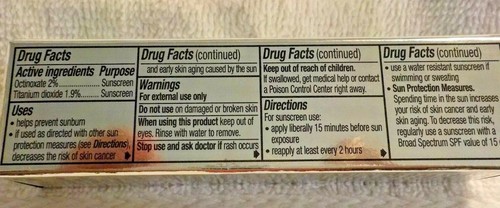 Drug Facts
Active ingredients Purpose
Octinoxate 2%.............. Sunscreen
Titanium dioxide 1.9%........ Sunscreen
Uses
• helps prevent sunburn
• if used as directed with other sun
protection measures (see Directions),
decreases the risk of skin cancer
Drug Facts (continued)
and early skin aging caused by the sun
Warnings
For external use only
Do not use on damaged or broken skin
When using this product keep out of
eyes. Rinse with water to remove.
Stop use and ask doctor if rash occurs
Drug Facts (continued)
Keep out of reach of children.
If swallowed, get medical help or contact
a Poison Control Center right away.
Directions
For sunscreen use:
• apply liberally 15 minutes before sun
exposure
• reapply at least every 2 hours
Drug Facts (continued)
• use a water resistant sunscreen if
swimming or sweating
• Sun Protection Measures.
Spending time in the sun increases
your risk of skin cancer and early
skin aging. To decrease this risk,
regularly use a sunscreen with a
Broad Spectrum SPF value of 15